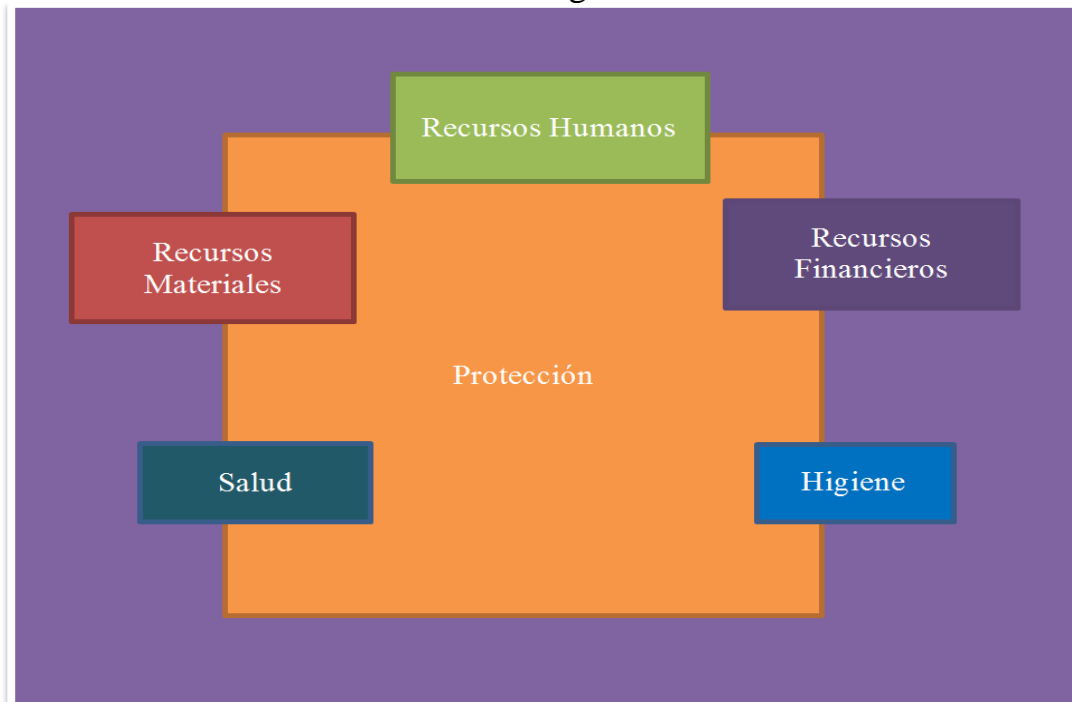 Recursos Humanos
Recursos
Materiales
Recursos
Financieros
Protección
Salud
Higiene